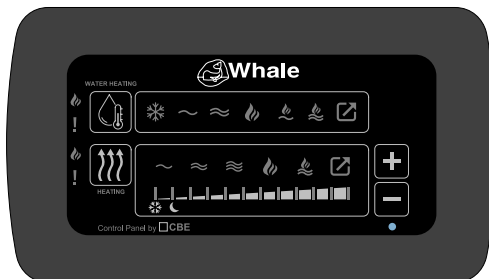 Whale
WATER HEATING
!
!
HEATING
+
−
Control Panel by CBE